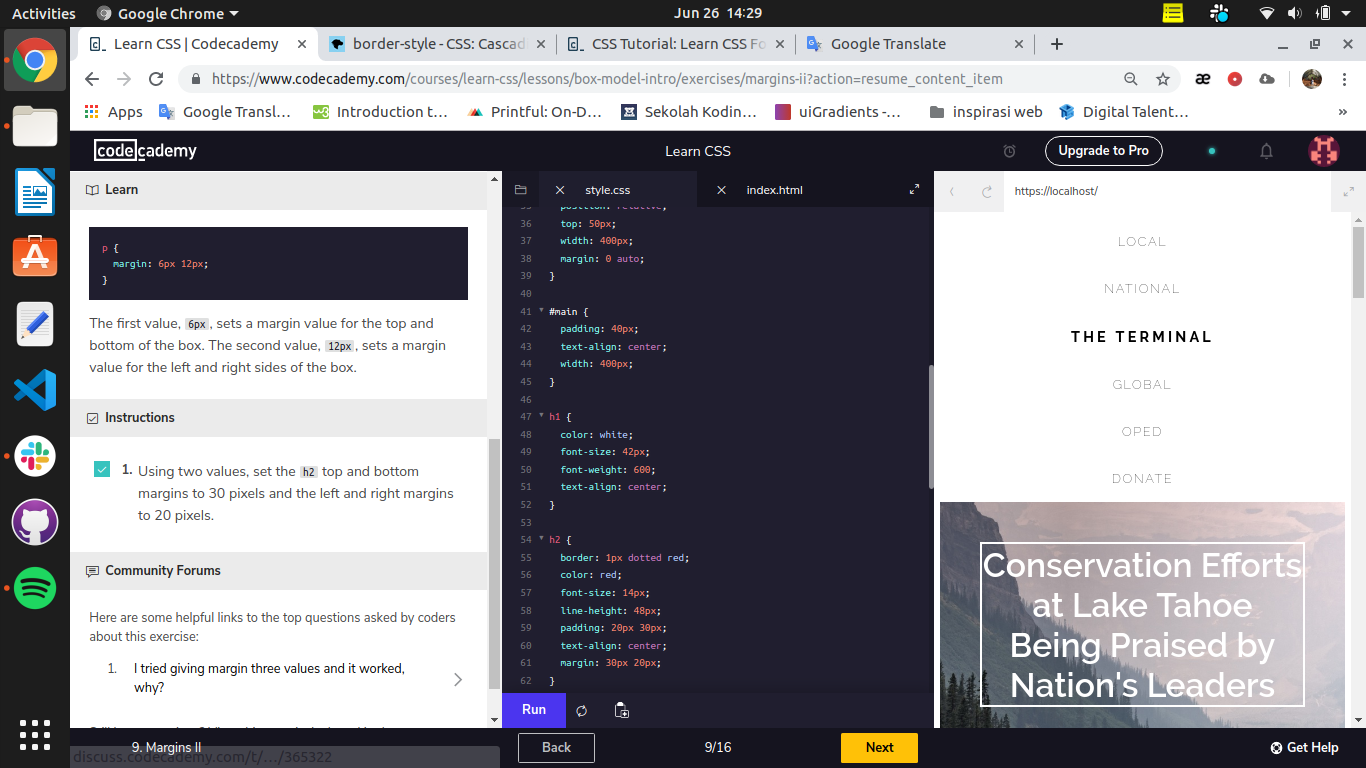 Activities
Google Chrome
Jun 26 14:29
Learn CSS | Codecademy
border-style - CSS: Cascad
CSS Tutorial: Learn CSS Fo
Google Translate
https://www.codecademy.com/courses/learn-css/lessons/box-model-intro/exercises/margins-ii?action=resume_content_item
Apps
Google Transl...
Introduction t...
Printful: On-D...
Sekolah Kodin...
uiGradients -...
inspirasi web
Digital Talent...
»
codecademy
Learn CSS
Upgrade to Pro
Learn
p {
margin: 6px 12px;
}
The first value, 6px, sets a margin value for the top and
bottom of the box. The second value, 12px, sets a margin
value for the left and right sides of the box.
Instructions
1. Using two values, set the h2 top and bottom
margins to 30 pixels and the left and right margins
to 20 pixels.
Community Forums
Here are some helpful links to the top questions asked by coders
about this exercise:
1. I tried giving margin three values and it worked,
why?
discuss.codecademy.com/t/.../365322
9. Margins II
style.css
index.html
35 position: relative;
36 top: 50px;
37 width: 400px;
38 margin: 0 auto;
39 }
40
41 #main {
42 padding: 40px;
43 text-align: center;
44 width: 400px;
45 }
46
47 h1 {
48 color: white;
49 font-size: 42px;
50 font-weight: 600;
51 text-align: center;
52 }
53
54 h2 {
55 border: 1px dotted red;
56 color: red;
57 font-size: 14px;
58 line-height: 48px;
59 padding: 20px 30px;
60 text-align: center;
61 margin: 30px 20px;
62 }
Run
Back
9/16
Next
Get Help
https://localhost/
LOCAL
NATIONAL
THE TERMINAL
GLOBAL
OPED
DONATE
Conservation Efforts
at Lake Tahoe
Being Praised by
Nation's Leaders